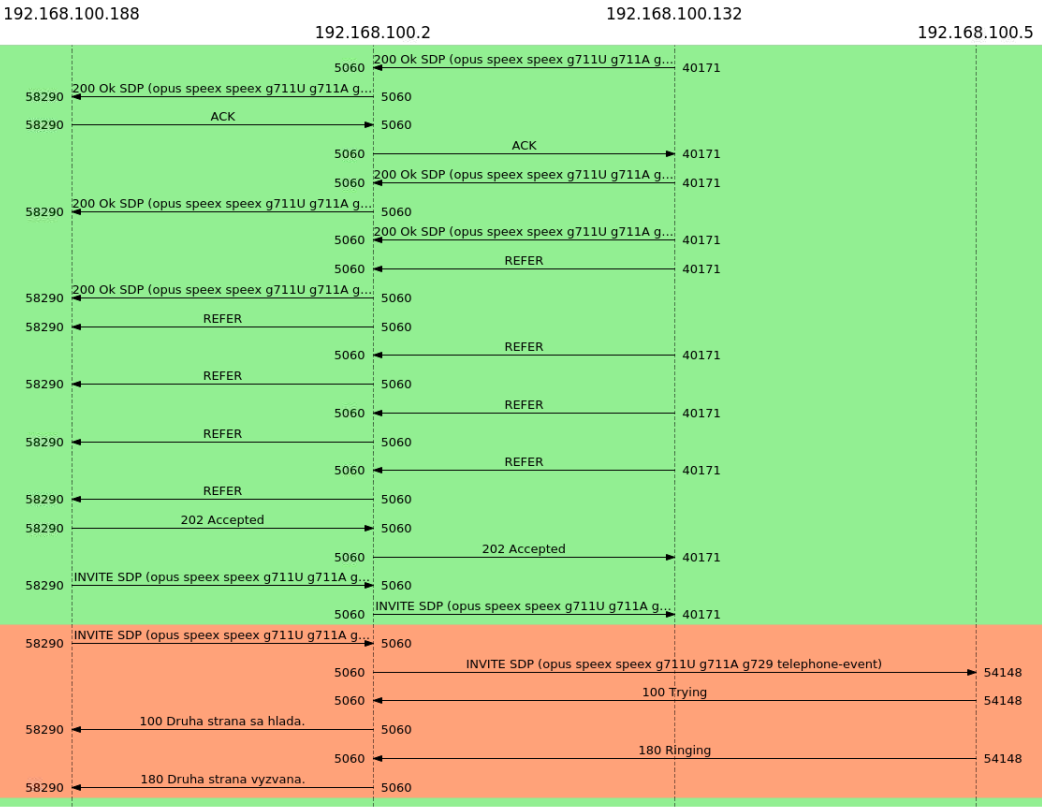 192.168.100.188 192.168.100.132
192.168.100.2 192.168.100.5
200 Ok SDP (opus speex speex g711U g711A g...
5060 40171
200 Ok SDP (opus speex speex g711U g711A g...
58290 5060
ACK
58290 5060
ACK
5060 40171
200 Ok SDP (opus speex speex g711U g711A g...
5060 40171
200 Ok SDP (opus speex speex g711U g711A g...
58290 5060
200 Ok SDP (opus speex speex g711U g711A g...
5060 40171
REFER
5060 40171
200 Ok SDP (opus speex speex g711U g711A g...
58290 5060
REFER
58290 5060
REFER
5060 40171
REFER
58290 5060
REFER
5060 40171
REFER
58290 5060
REFER
5060 40171
REFER
58290 5060
202 Accepted
58290 5060
202 Accepted
5060 40171
INVITE SDP (opus speex speex g711U g711A g...
58290 5060
INVITE SDP (opus speex speex g711U g711A g...
5060 40171
INVITE SDP (opus speex speex g711U g711A g...
58290 5060
INVITE SDP (opus speex speex g711U g711A g729 telephone-event)
5060 54148
100 Trying
5060 54148
100 Druha strana sa hlada.
58290 5060
180 Ringing
5060 54148
180 Druha strana vyzvana.
58290 5060